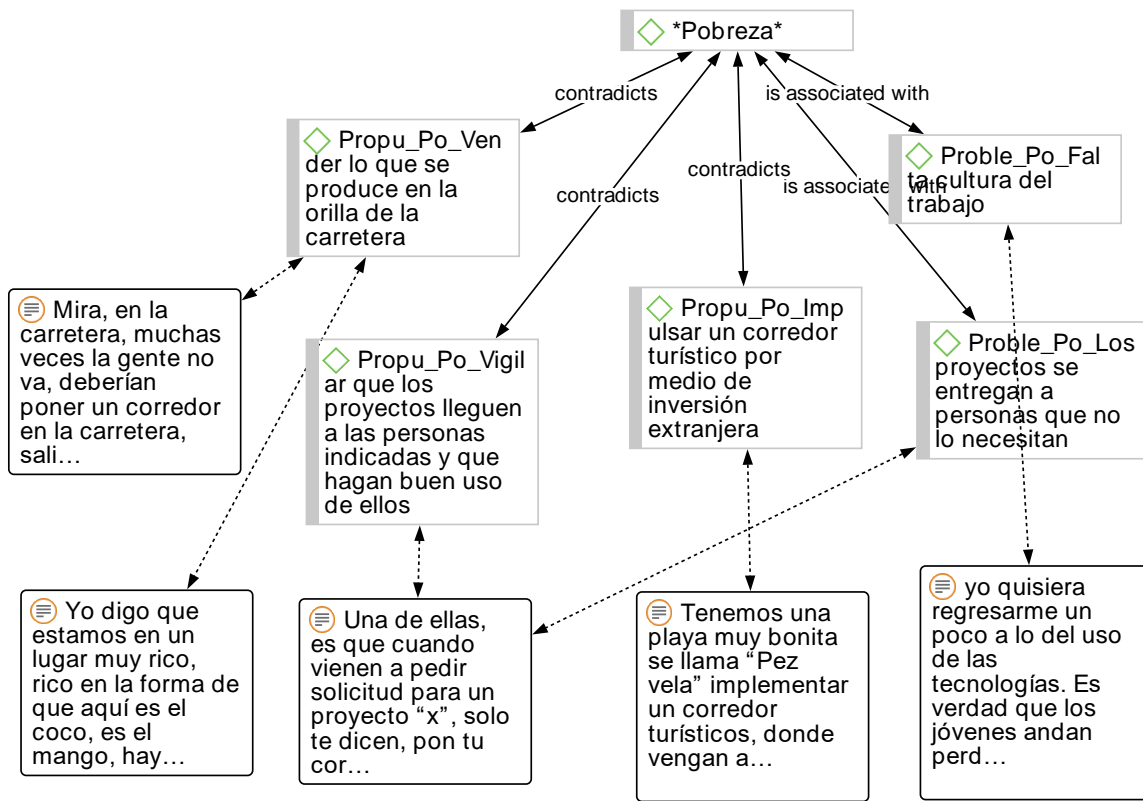 *Pobreza*
contradicts
is associated with
contradicts
contradicts
is associated with
Propu_Po_Ven
der lo que se
produce en la
orilla de la
carretera
Proble_Po_Fal
ta cultura del
trabajo
Mira, en la
carretera, muchas
veces la gente no
va, deberían
poner un corredor
en la carretera,
sali…
Propu_Po_Vigil
ar que los
proyectos lleguen
a las personas
indicadas y que
hagan buen uso
de ellos
Propu_Po_Imp
ulsar un corredor
turístico por
medio de
inversión
extranjera
Proble_Po_Los
proyectos se
entregan a
personas que no
lo necesitan
Yo digo que
estamos en un
lugar muy rico,
rico en la forma de
que aquí es el
coco, es el
mango, hay…
Una de ellas,
es que cuando
vienen a pedir
solicitud para un
proyecto “x”, solo
te dicen, pon tu
cor…
Tenemos una
playa muy bonita
se llama “Pez
vela” implementar
un corredor
turísticos, donde
vengan a…
yo quisiera
regresarme un
poco a lo del uso
de las
tecnologías. Es
verdad que los
jóvenes andan
perd…